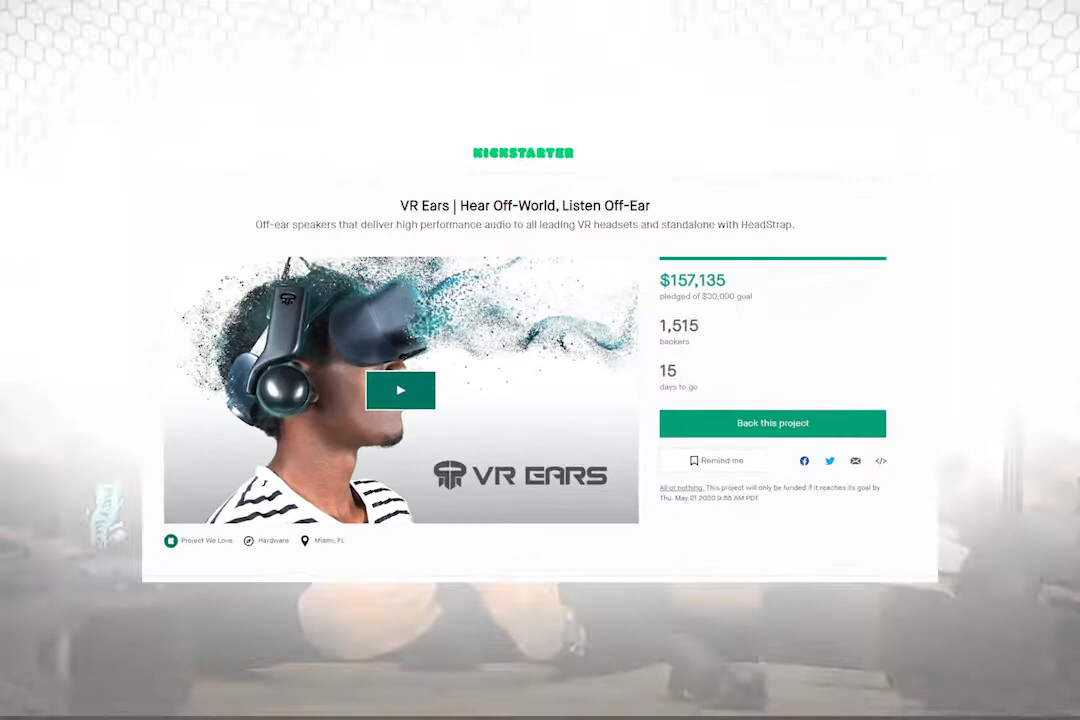 KICKSTARTER
VR Ears | Hear Off-World, Listen Off-Ear
Off-ear speakers that deliver high performance audio to all leading VR headsets and standalone with HeadStrap.
$157,135
pledged of $30,000 goal
1,515
backers
15
days to go
Back this project
Remind me
All or nothing. This project will only be funded if it reaches its goal by
Thu, May 21 2020 9:55 AM PDT.
VR EARS
Project We Love
Hardware
Miami, FL